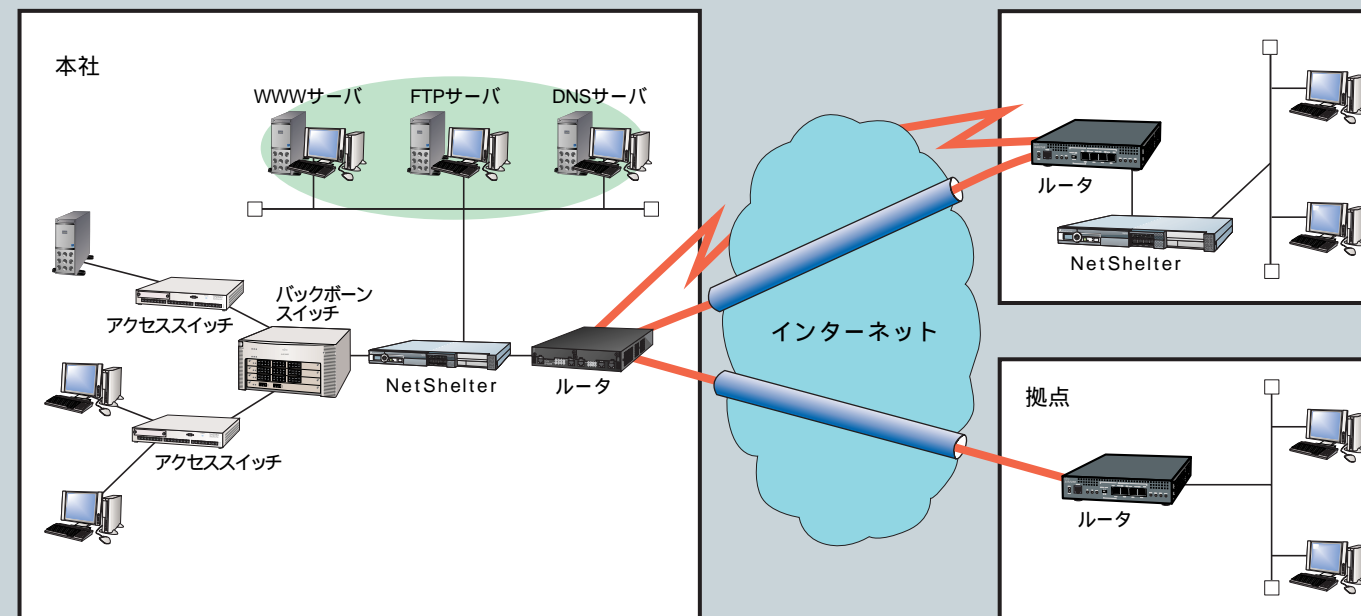 本社
WWWサーバ
FTPサーバ
DNSサーバ
アクセススイッチ
バックボーン
スイッチ
NetShelter
ルータ
アクセススイッチ
インターネット
ルータ
NetShelter
拠点
ルータ